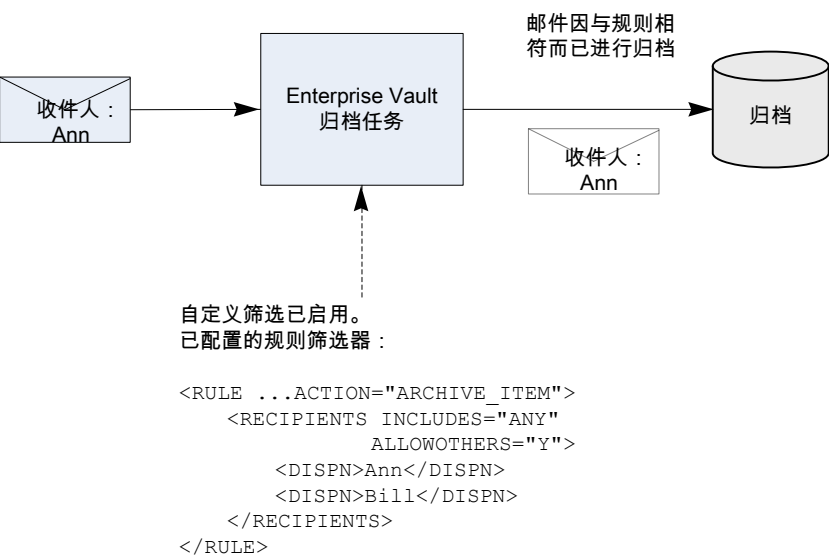 邮件因与规则相
符而已进行归档
收件人：
Ann
Enterprise Vault
归档任务
归档
收件人：
Ann
自定义筛选已启用。
已配置的规则筛选器：
<RULE ...ACTION="ARCHIVE_ITEM">
<RECIPIENTS INCLUDES="ANY"
ALLOWOTHERS="Y">
<DISPN>Ann</DISPN>
<DISPN>Bill</DISPN>
</RECIPIENTS>
</RULE>